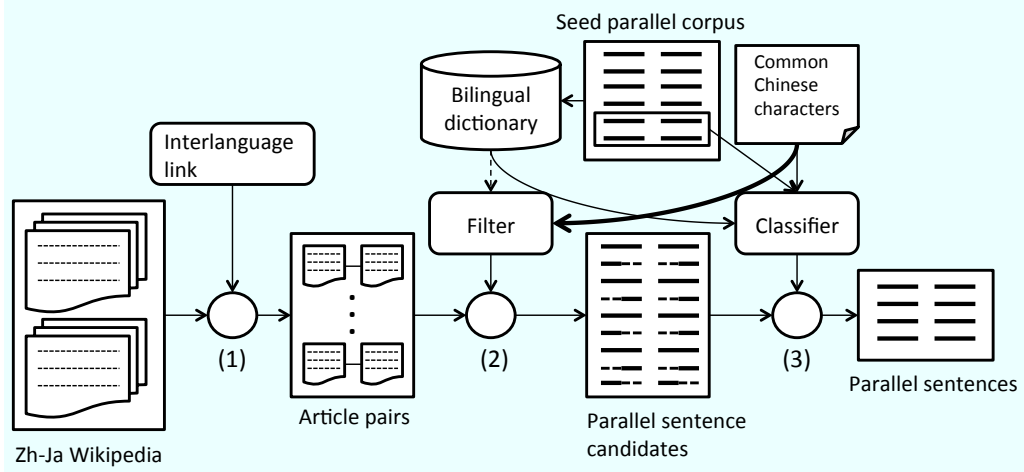 Seed parallel corpus
Common
Chinese
characters
Bilingual
dictionary
Interlanguage
link
Filter
Classifier
(1)
(2)
(3)
Article pairs
Parallel sentence
candidates
Parallel sentences
Zh-Ja Wikipedia